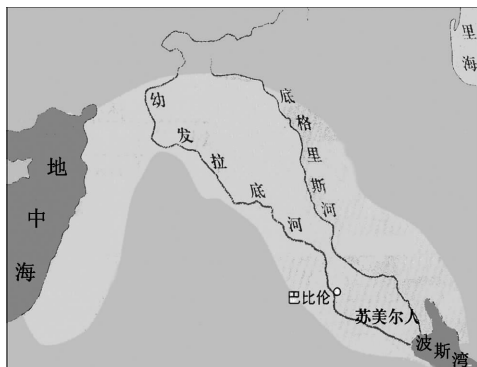 里海
幼发拉底河
底格里斯河
地中海
巴比伦
苏美尔人
波斯湾